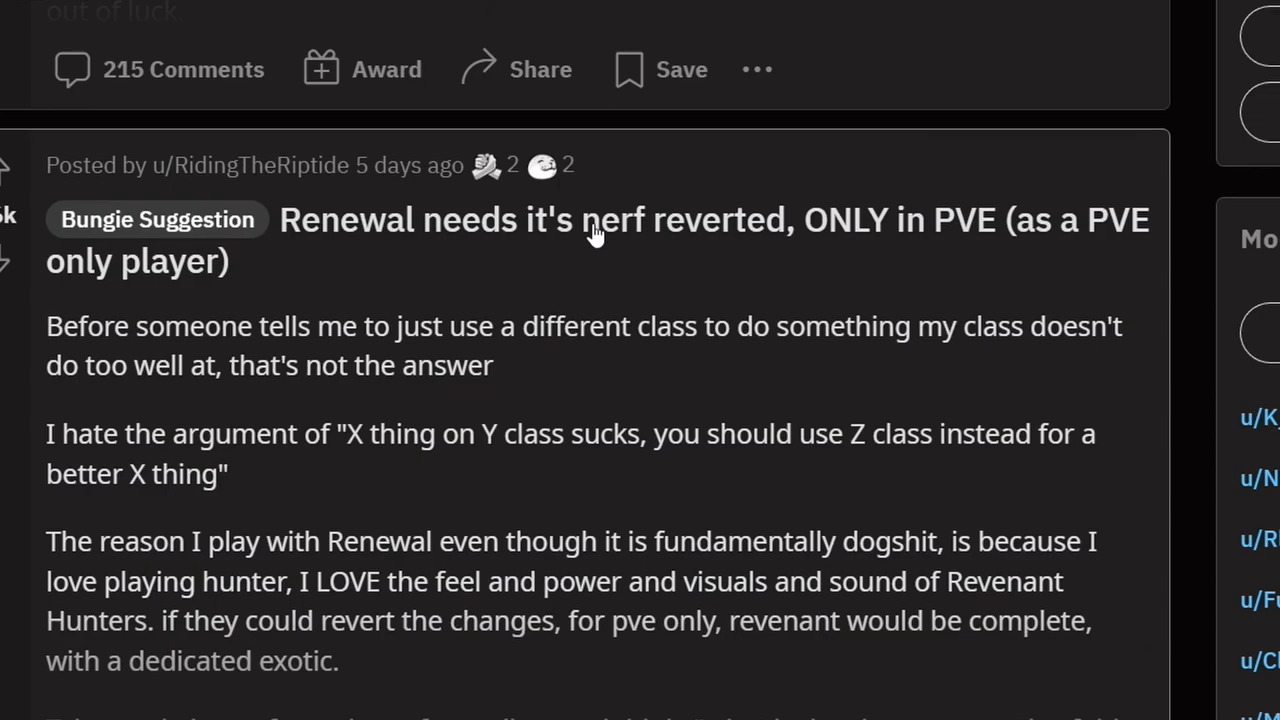 out of luck.
215 Comments Award Share Save
Posted by u/RidingTheRiptide 5 days ago 2 2
Bungie Suggestion Renewal needs it's nerf reverted, ONLY in PVE (as a PVE
only player)
Before someone tells me to just use a different class to do something my class doesn't
do too well at, that's not the answer
I hate the argument of "X thing on Y class sucks, you should use Z class instead for a
better X thing"
The reason I play with Renewal even though it is fundamentally dogshit, is because I
love playing hunter, I LOVE the feel and power and visuals and sound of Revenant
Hunters. if they could revert the changes, for pve only, revenant would be complete,
with a dedicated exotic.
Mo
u/K
u/N
u/R
u/F
u/C